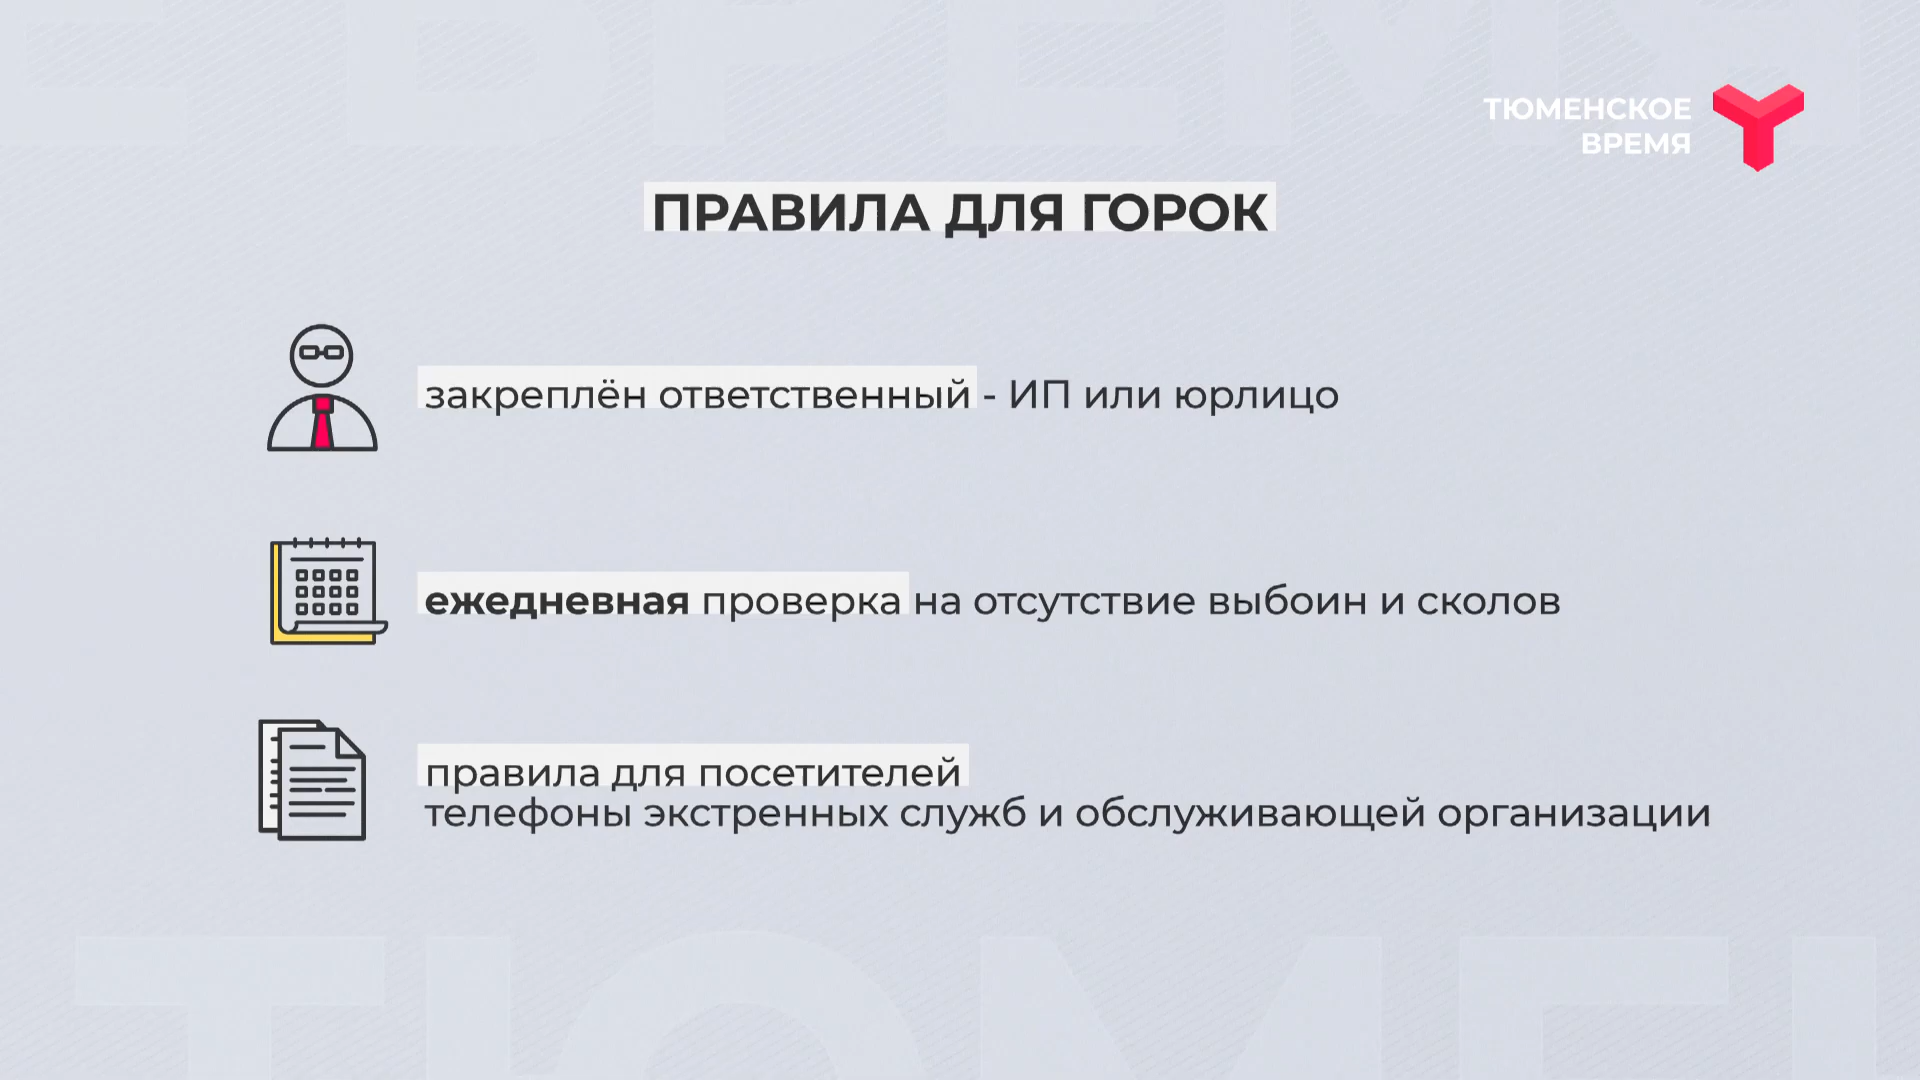 ТЮМЕНСКОЕ
ВРЕМЯ
ПРАВИЛА ДЛЯ ГОРОК
закреплён ответственный - ИП или юрлицо
ежедневная проверка на отсутствие выбоин и сколов
правила для посетителей
телефоны экстренных служб и обслуживающей организации